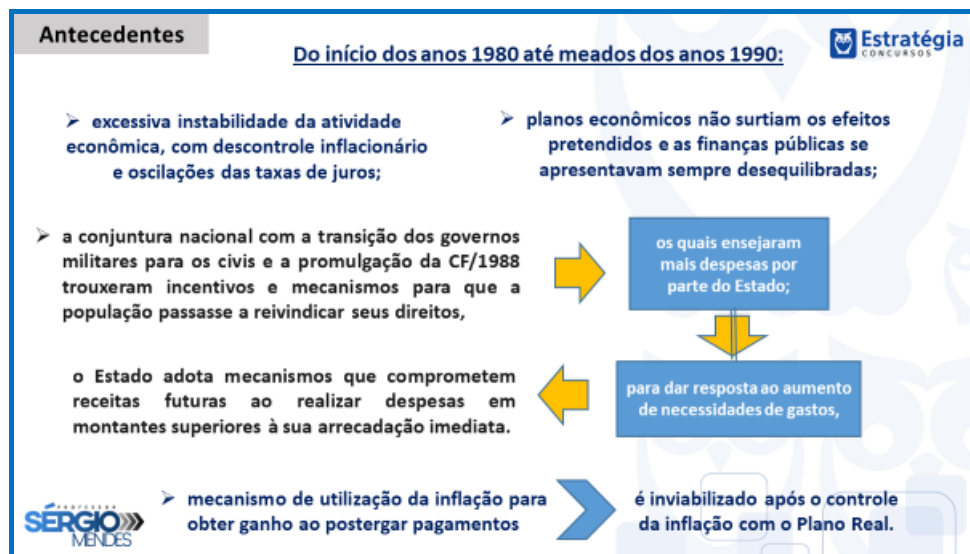 Antecedentes
Estratégia
CONCURSOS
Do início dos anos 1980 até meados dos anos 1990:
➢ excessiva instabilidade da atividade
econômica, com descontrole inflacionário
e oscilações das taxas de juros;
➢ planos econômicos não surtiam os efeitos
pretendidos e as finanças públicas se
apresentavam sempre desequilibradas;
➢ a conjuntura nacional com a transição dos governos
militares para os civis e a promulgação da CF/1988
trouxeram incentivos e mecanismos para que a
população passasse a reivindicar seus direitos,
os quais ensejaram
mais despesas por
parte do Estado;
para dar resposta ao aumento
de necessidades de gastos,
o Estado adota mecanismos que comprometem
receitas futuras ao realizar despesas em
montantes superiores à sua arrecadação imediata.
➢ mecanismo de utilização da inflação para
obter ganho ao postergar pagamentos
é inviabilizado após o controle
da inflação com o Plano Real.
PROFESSOR
SÉRGIO
MENDES